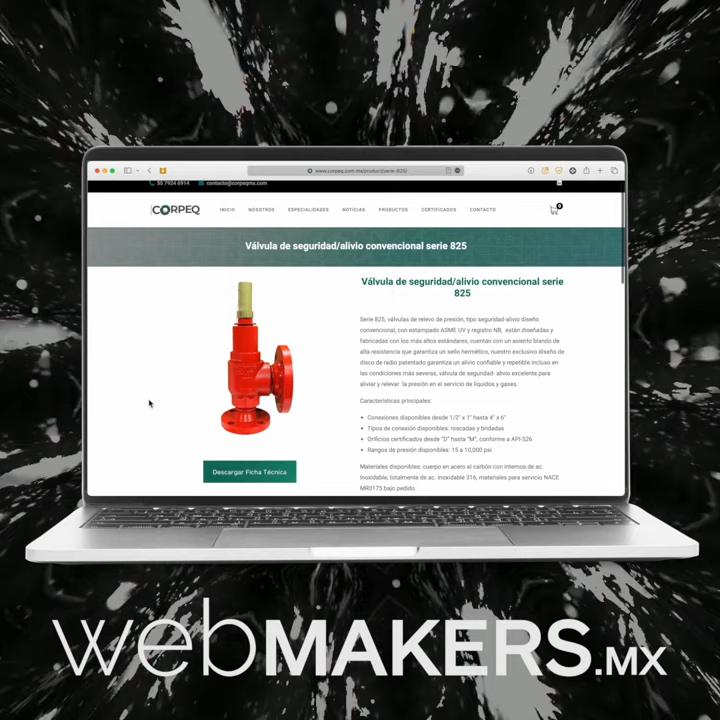 www.corpeq.com.mx/product/serie-825/
55 7924 6914 contacto@corpeqmx.com
CORPEQ INICIO NOSOTROS ESPECIALIDADES NOTICIAS PRODUCTOS CERTIFICADOS CONTACTO 0
Válvula de seguridad/alivio convencional serie 825
Válvula de seguridad/alivio convencional serie
825
Serie 825, válvulas de relevo de presión, tipo seguridad-alivio diseño
convencional, con estampado ASME UV y registro NB, están diseñadas y
fabricadas con los más altos estándares, cuentan con un asiento blando de
alta resistencia que garantiza un sello hermético, nuestro exclusivo diseño de
disco de radio patentado garantiza un alivio confiable y repetible incluso en
las condiciones más severas, válvula de seguridad- alivio excelente para
aliviar y relevar la presión en el servicio de líquidos y gases.
Características principales:
• Conexiones disponibles desde 1/2" x 1" hasta 4" x 6"
• Tipos de conexión disponibles: roscadas y bridadas
• Orificios certificados desde "D" hasta "M", conforme a API-526
• Rangos de presión disponibles: 15 a 10,000 psi
Descargar Ficha Técnica
Materiales disponibles: cuerpo en acero al carbón con internos de ac.
Inoxidable, totalmente de ac. Inoxidable 316, materiales para servicio NACE
MR0175 bajo pedido.
webMAKERS.MX